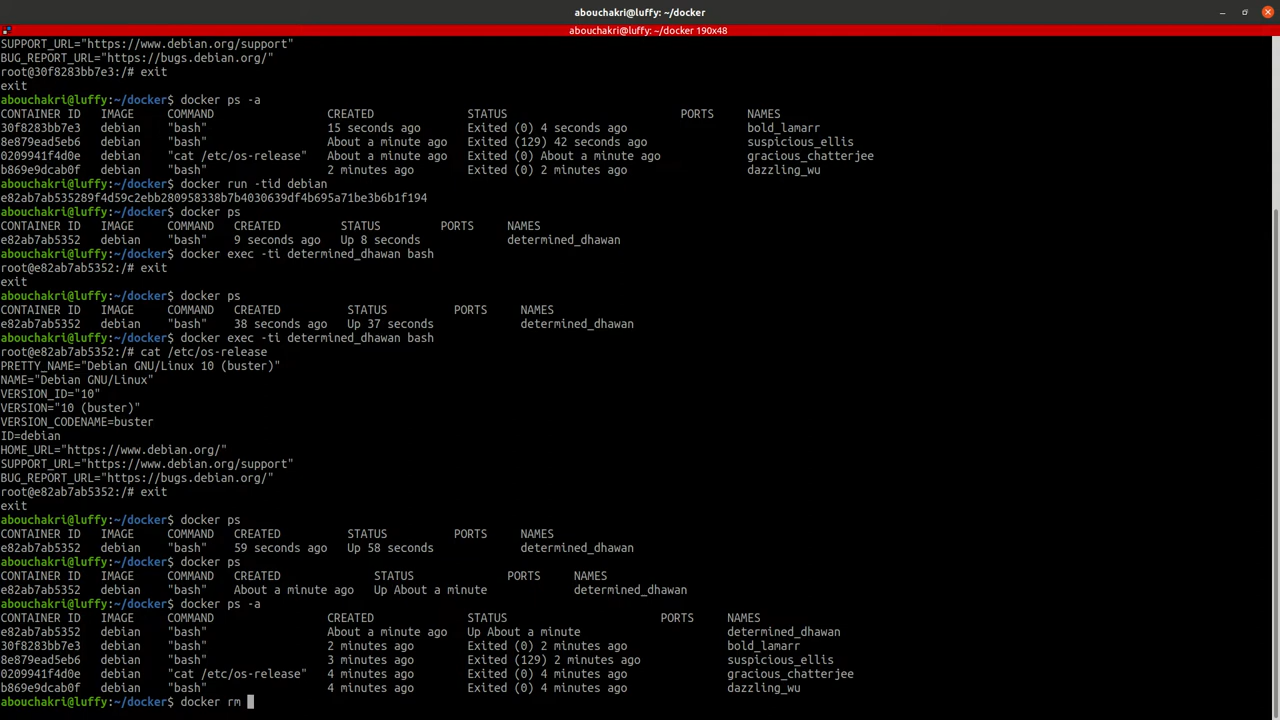 abouchakri@luffy: ~/docker
abouchakri@luffy: ~/docker 190x48
SUPPORT_URL="https://www.debian.org/support"
BUG_REPORT_URL="https://bugs.debian.org/"
root@30f8283bb7e3:/# exit
exit
abouchakri@luffy:~/docker$ docker ps -a
CONTAINER ID   IMAGE     COMMAND                 CREATED              STATUS                          PORTS     NAMES
30f8283bb7e3   debian    "bash"                  15 seconds ago       Exited (0) 4 seconds ago                  bold_lamarr
8e879ead5eb6   debian    "bash"                  About a minute ago   Exited (129) 42 seconds ago               suspicious_ellis
0209941f4d0e   debian    "cat /etc/os-release"   About a minute ago   Exited (0) About a minute ago             gracious_chatterjee
b869e9dcab0f   debian    "bash"                  2 minutes ago        Exited (0) 2 minutes ago                  dazzling_wu
abouchakri@luffy:~/docker$ docker run -tid debian
e82ab7ab535289f4d59c2ebb280958338b7b4030639df4b695a71be3b6b1f194
abouchakri@luffy:~/docker$ docker ps
CONTAINER ID   IMAGE     COMMAND   CREATED         STATUS         PORTS     NAMES
e82ab7ab5352   debian    "bash"    9 seconds ago   Up 8 seconds             determined_dhawan
abouchakri@luffy:~/docker$ docker exec -ti determined_dhawan bash
root@e82ab7ab5352:/# exit
exit
abouchakri@luffy:~/docker$ docker ps
CONTAINER ID   IMAGE     COMMAND   CREATED          STATUS          PORTS     NAMES
e82ab7ab5352   debian    "bash"    38 seconds ago   Up 37 seconds             determined_dhawan
abouchakri@luffy:~/docker$ docker exec -ti determined_dhawan bash
root@e82ab7ab5352:/# cat /etc/os-release
PRETTY_NAME="Debian GNU/Linux 10 (buster)"
NAME="Debian GNU/Linux"
VERSION_ID="10"
VERSION="10 (buster)"
VERSION_CODENAME=buster
ID=debian
HOME_URL="https://www.debian.org/"
SUPPORT_URL="https://www.debian.org/support"
BUG_REPORT_URL="https://bugs.debian.org/"
root@e82ab7ab5352:/# exit
exit
abouchakri@luffy:~/docker$ docker ps
CONTAINER ID   IMAGE     COMMAND   CREATED          STATUS          PORTS     NAMES
e82ab7ab5352   debian    "bash"    59 seconds ago   Up 58 seconds             determined_dhawan
abouchakri@luffy:~/docker$ docker ps
CONTAINER ID   IMAGE     COMMAND   CREATED              STATUS              PORTS     NAMES
e82ab7ab5352   debian    "bash"    About a minute ago   Up About a minute             determined_dhawan
abouchakri@luffy:~/docker$ docker ps -a
CONTAINER ID   IMAGE     COMMAND                 CREATED              STATUS                       PORTS     NAMES
e82ab7ab5352   debian    "bash"                  About a minute ago   Up About a minute                      determined_dhawan
30f8283bb7e3   debian    "bash"                  2 minutes ago        Exited (0) 2 minutes ago               bold_lamarr
8e879ead5eb6   debian    "bash"                  3 minutes ago        Exited (129) 2 minutes ago             suspicious_ellis
0209941f4d0e   debian    "cat /etc/os-release"   4 minutes ago        Exited (0) 4 minutes ago               gracious_chatterjee
b869e9dcab0f   debian    "bash"                  4 minutes ago        Exited (0) 4 minutes ago               dazzling_wu
abouchakri@luffy:~/docker$ docker rm